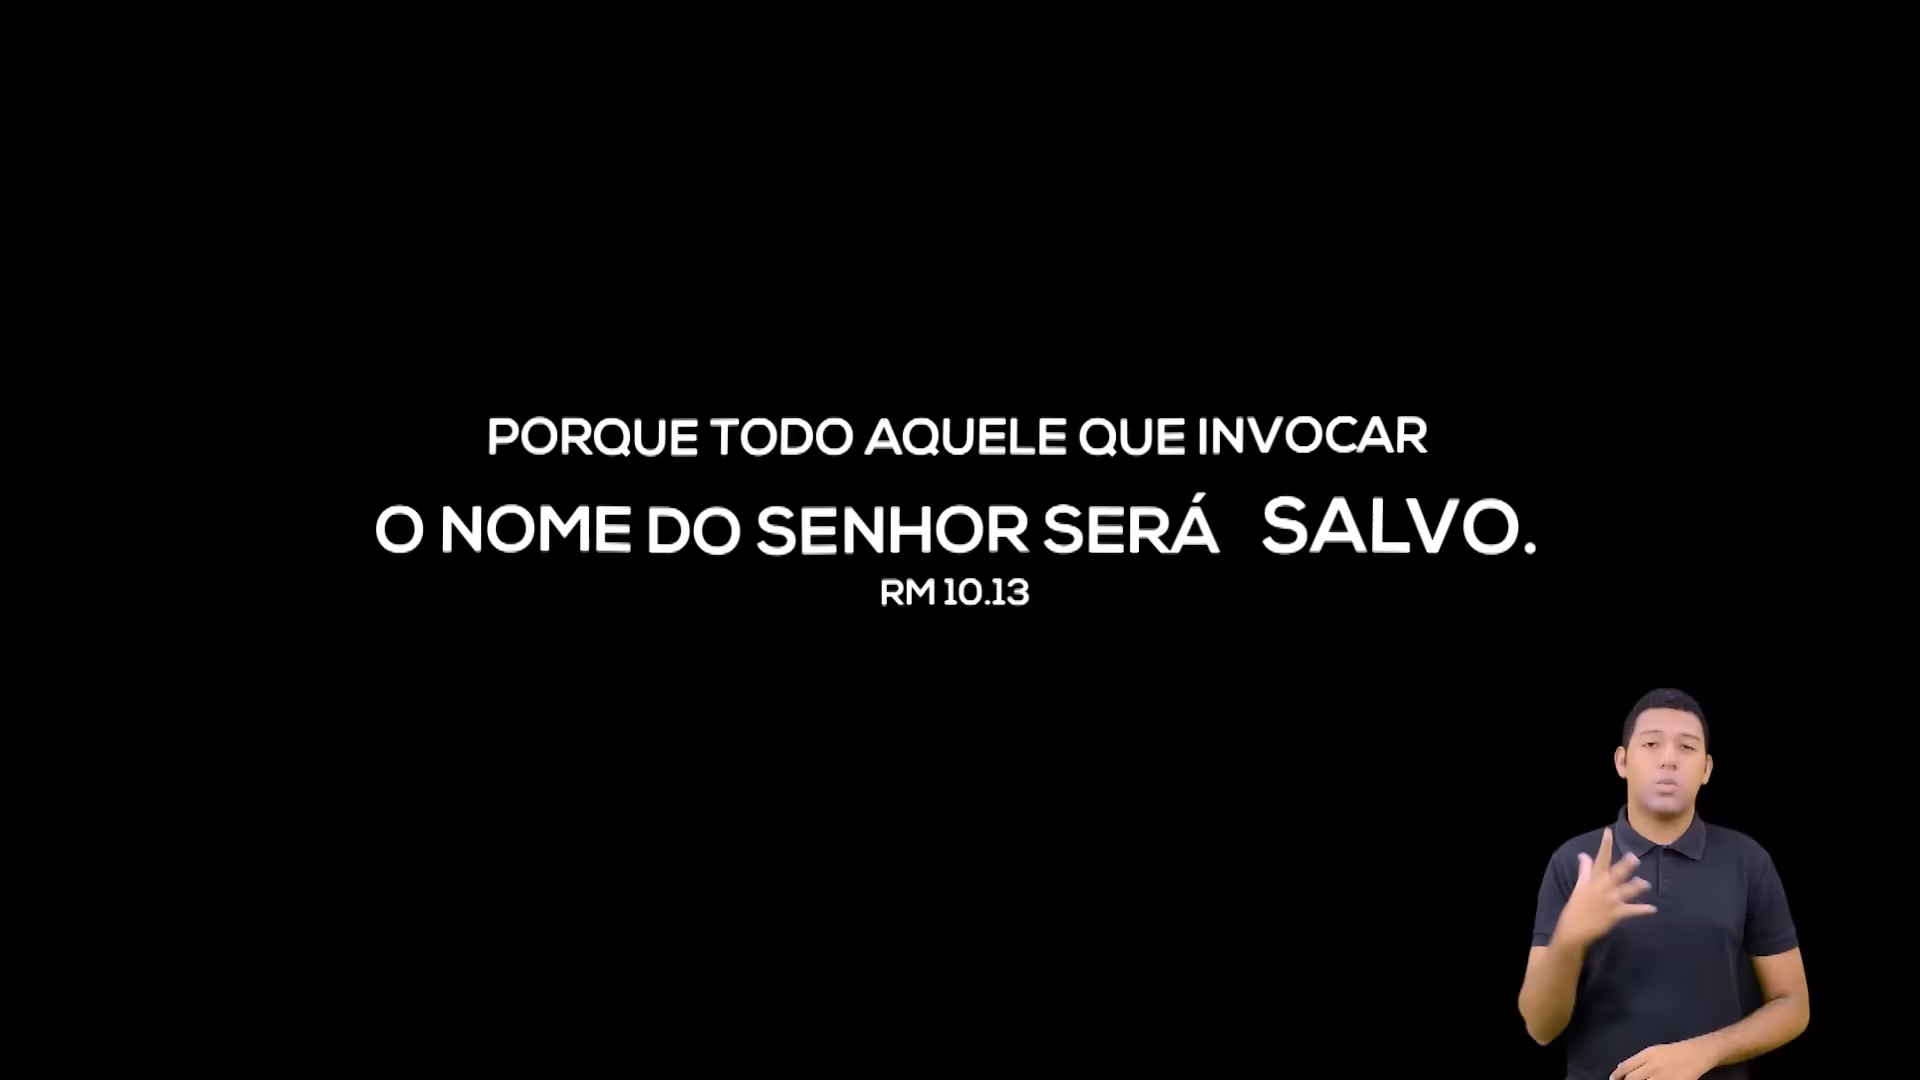 PORQUE TODO AQUELE QUE INVOCAR
O NOME DO SENHOR SERÁ SALVO.
RM 10.13